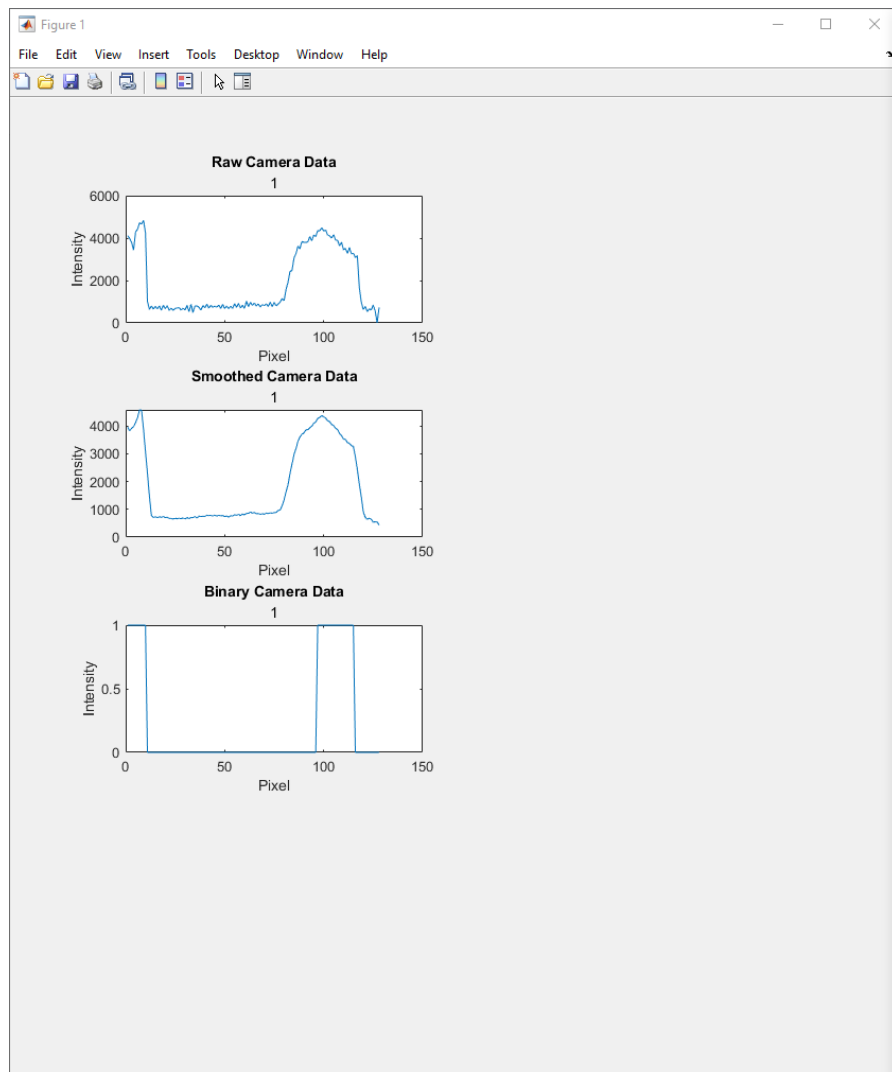 Figure 1
File Edit View Insert Tools Desktop Window Help
Raw Camera Data
1
6000
4000
2000
0
Intensity
0 50 100 150
Pixel
Smoothed Camera Data
1
4000
3000
2000
1000
0
Intensity
0 50 100 150
Pixel
Binary Camera Data
1
1
0.5
0
Intensity
0 50 100 150
Pixel